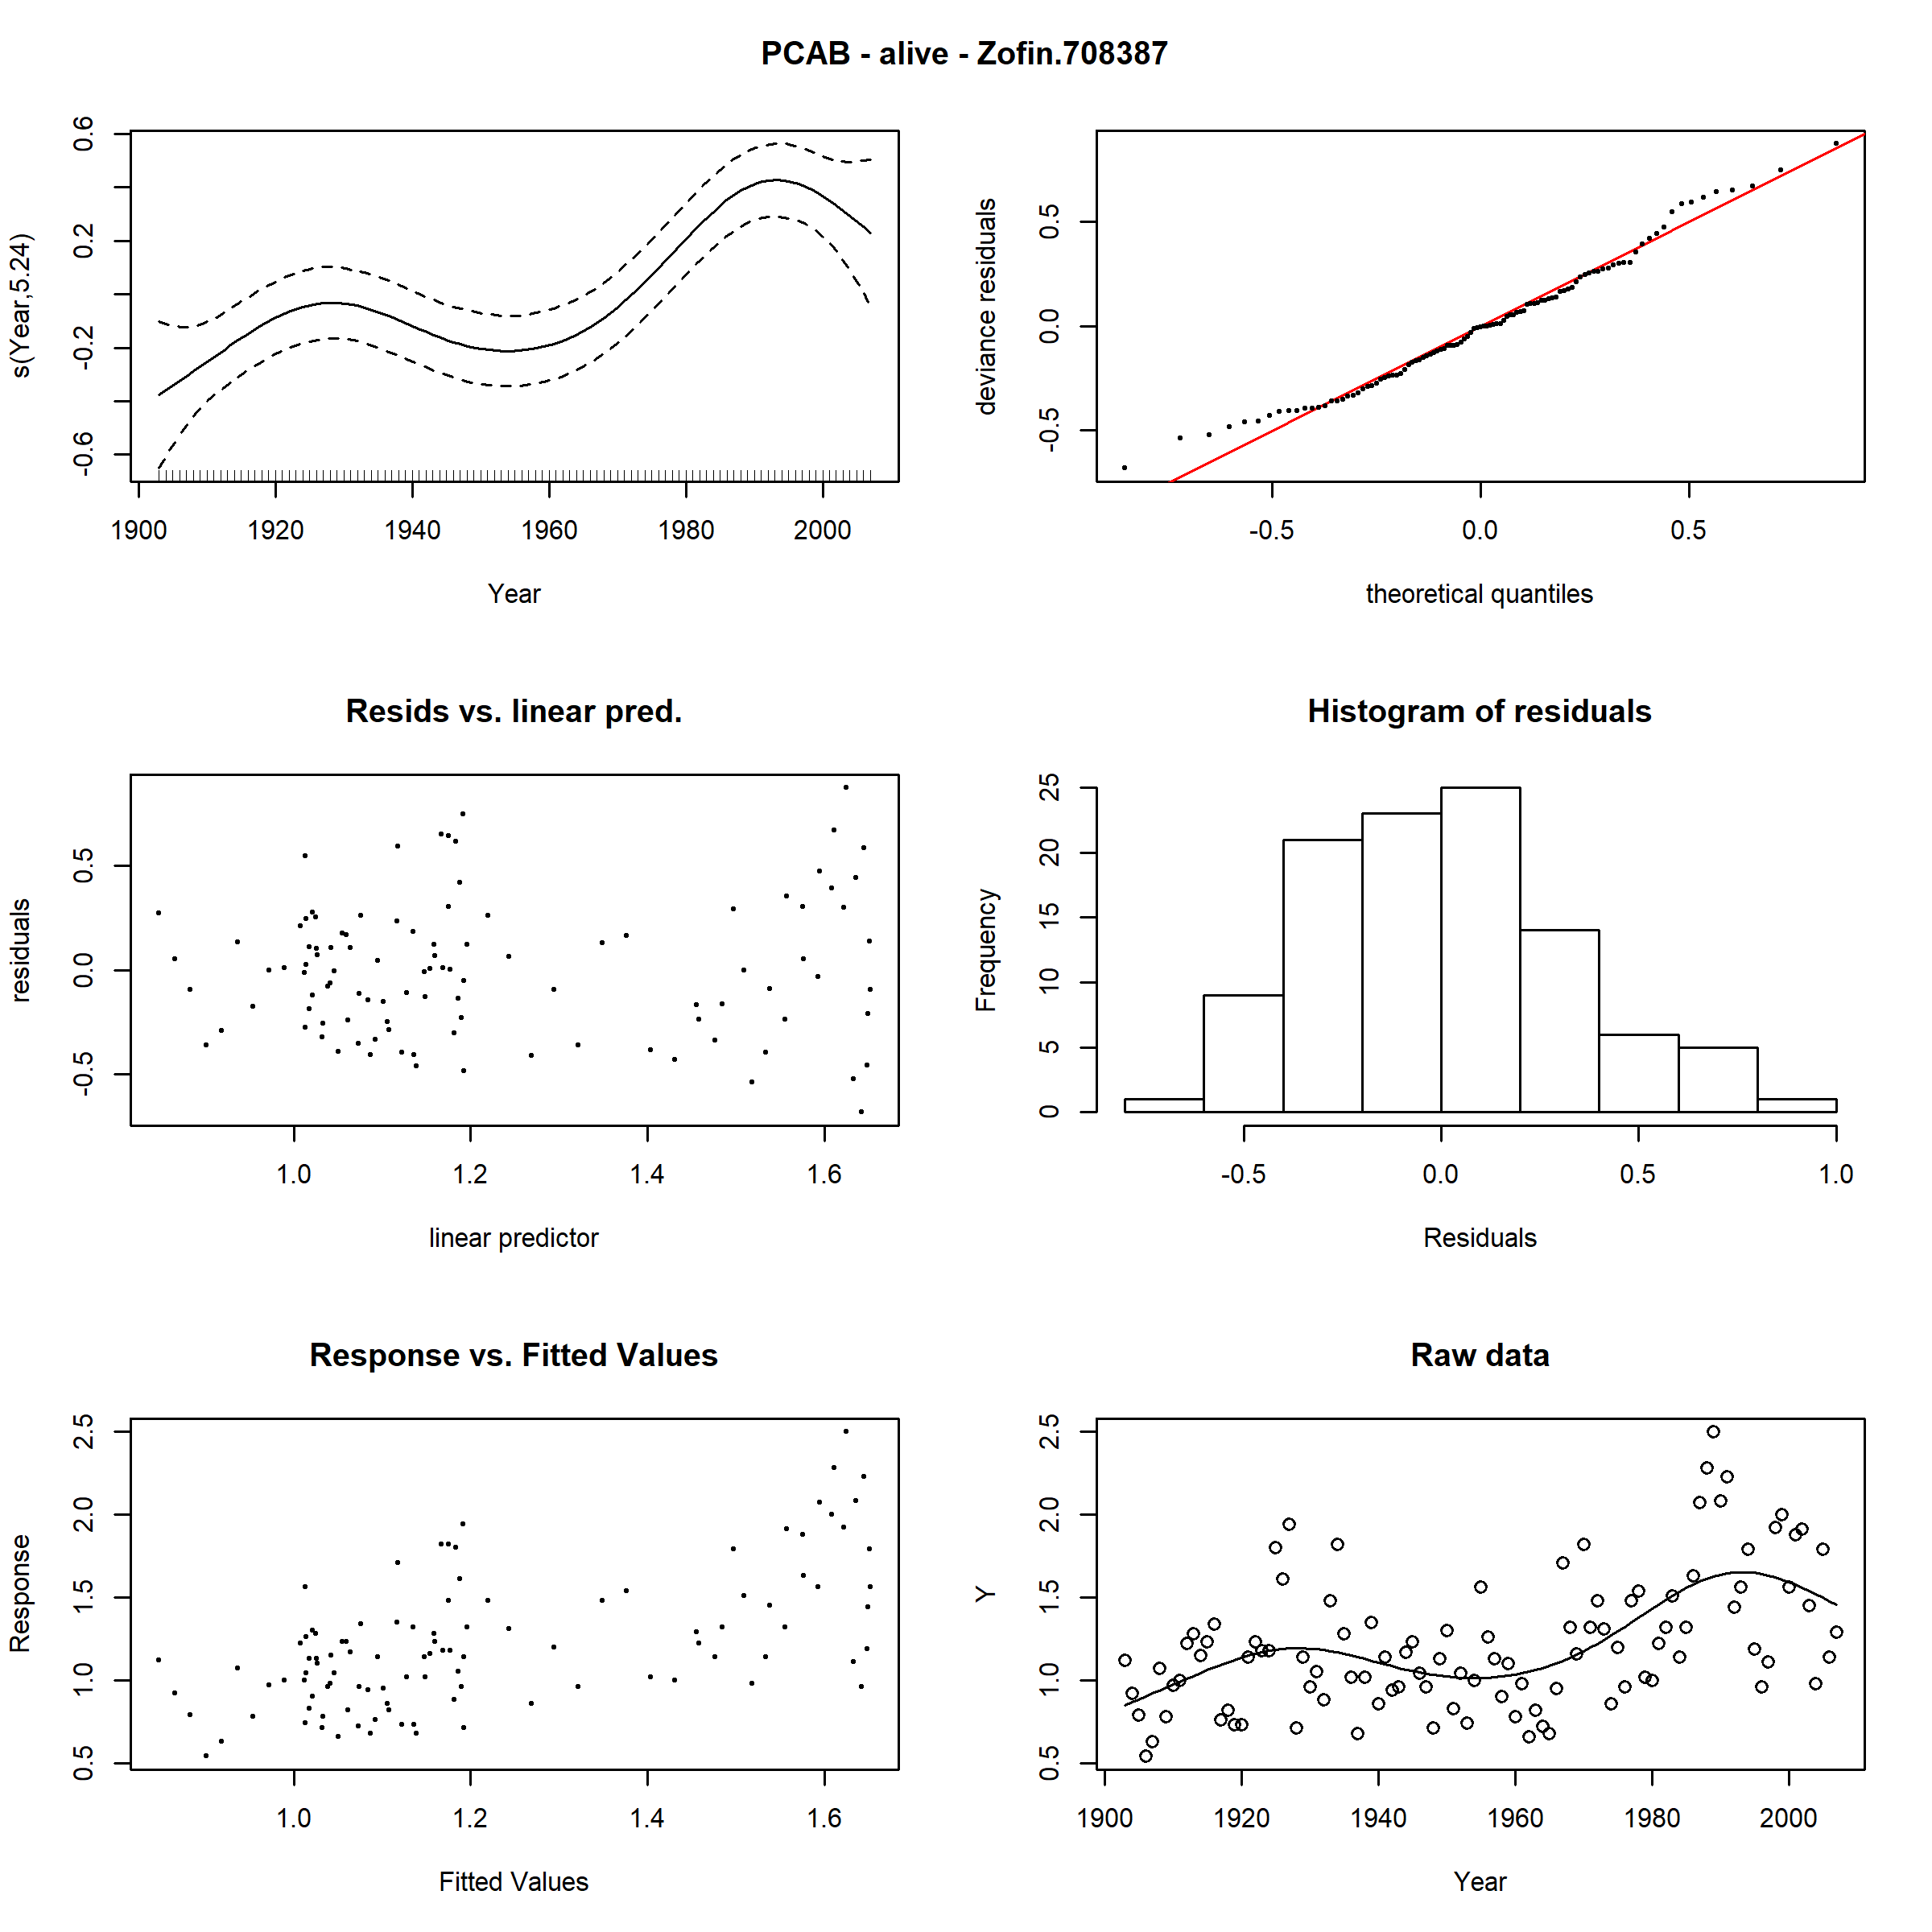 PCAB - alive - Zofin.708387
s(Year,5.24)
-0.6 -0.2 0.2 0.6
1900 1920 1940 1960 1980 2000
Year
deviance residuals
-0.5 0.0 0.5
-0.5 0.0 0.5
theoretical quantiles
Resids vs. linear pred.
residuals
-0.5 0.0 0.5
1.0 1.2 1.4 1.6
linear predictor
Histogram of residuals
Frequency
0 5 10 15 20 25
-0.5 0.0 0.5 1.0
Residuals
Response vs. Fitted Values
Response
0.5 1.0 1.5 2.0 2.5
1.0 1.2 1.4 1.6
Fitted Values
Raw data
Y
0.5 1.0 1.5 2.0 2.5
1900 1920 1940 1960 1980 2000
Year